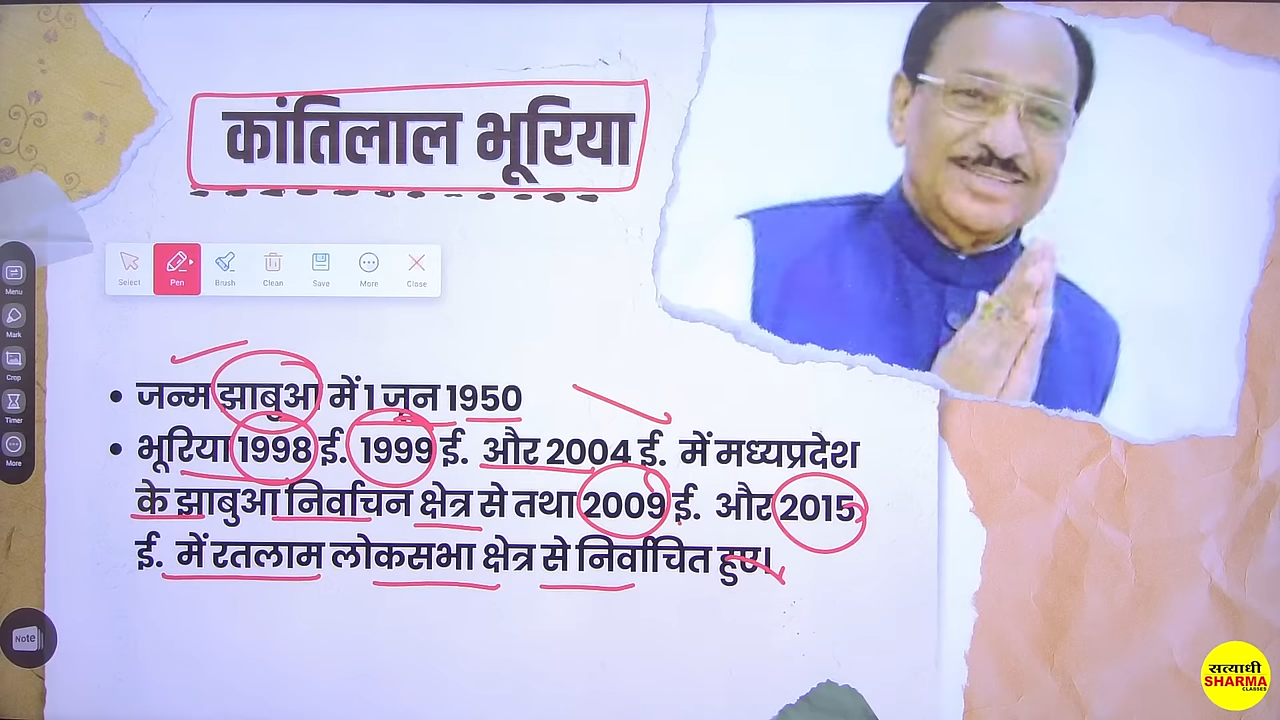 कांतिलाल भूरिया
Select Pen Brush Clean Save More Close
Menu
Mark
Crop
Timer
More
• जन्म झाबुआ में 1 जून 1950
• भूरिया 1998 ई. 1999 ई. और 2004 ई. में मध्यप्रदेश
के झाबुआ निर्वाचन क्षेत्र से तथा 2009 ई. और 2015
ई. में रतलाम लोकसभा क्षेत्र से निर्वाचित हुए।
Note
सत्याधी
SHARMA
CLASSES